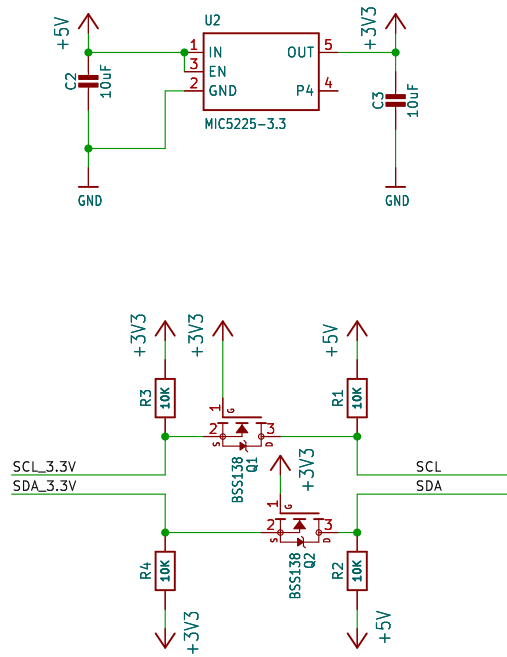 +5V
U2
+3V3
1 IN
OUT 5
3 EN
2 GND
P4 4
C2
10uF
C3
10uF
MIC5225-3.3
GND
GND
+3V3
+3V3
+5V
R3
10K
1
G
R1
10K
2
3
S
D
SCL_3.3V
BSS138
Q1
+3V3
SCL
SDA_3.3V
SDA
1
G
2
3
S
D
R4
10K
BSS138
Q2
R2
10K
+3V3
+5V